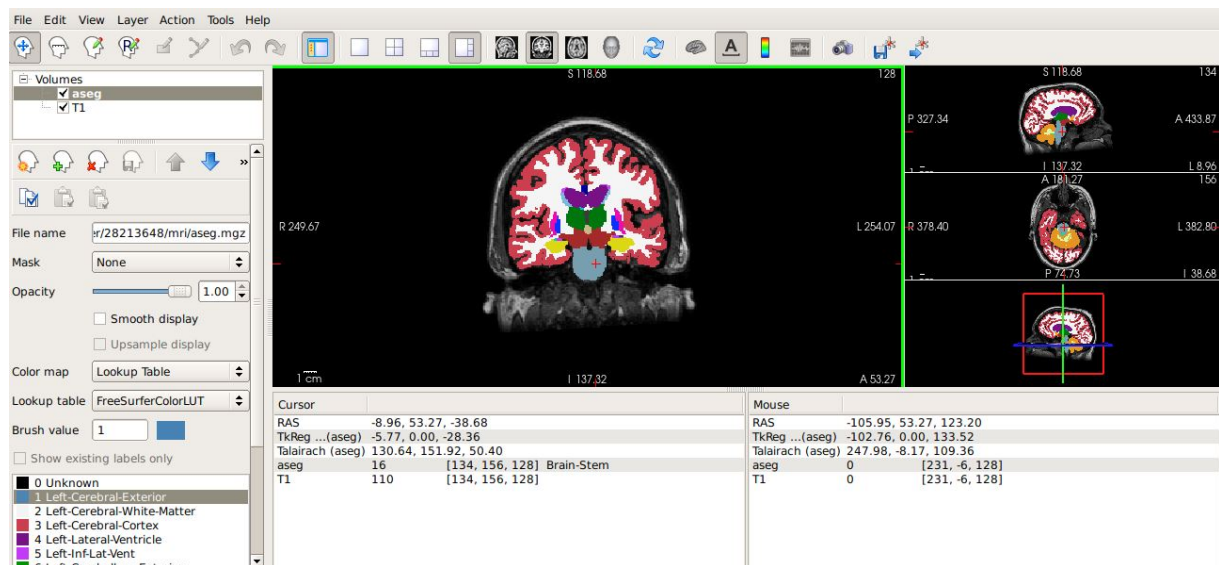 File Edit View Layer Action Tools Help
A
Volumes
aseg
T1
»
File name er/28213648/mri/aseg.mgz
Mask None
Opacity 1.00
Smooth display
Upsample display
Color map Lookup Table
Lookup table FreeSurferColorLUT
Brush value 1
Show existing labels only
0 Unknown
1 Left-Cerebral-Exterior
2 Left-Cerebral-White-Matter
3 Left-Cerebral-Cortex
4 Left-Lateral-Ventricle
5 Left-Inf-Lat-Vent
S 118.68 128
R 249.67 L 254.07
1 cm I 137.32 A 53.27
S 118.68 134
P 327.34 A 433.87
I 137.32 L 8.96
A 181.27 156
R 378.40 L 382.80
P 74.73 I 38.68
Cursor
RAS -8.96, 53.27, -38.68
TkReg ...(aseg) -5.77, 0.00, -28.36
Talairach (aseg) 130.64, 151.92, 50.40
aseg 16 [134, 156, 128] Brain-Stem
T1 110 [134, 156, 128]
Mouse
RAS -105.95, 53.27, 123.20
TkReg ...(aseg) -102.76, 0.00, 133.52
Talairach (aseg) 247.98, -8.17, 109.36
aseg 0 [231, -6, 128]
T1 0 [231, -6, 128]